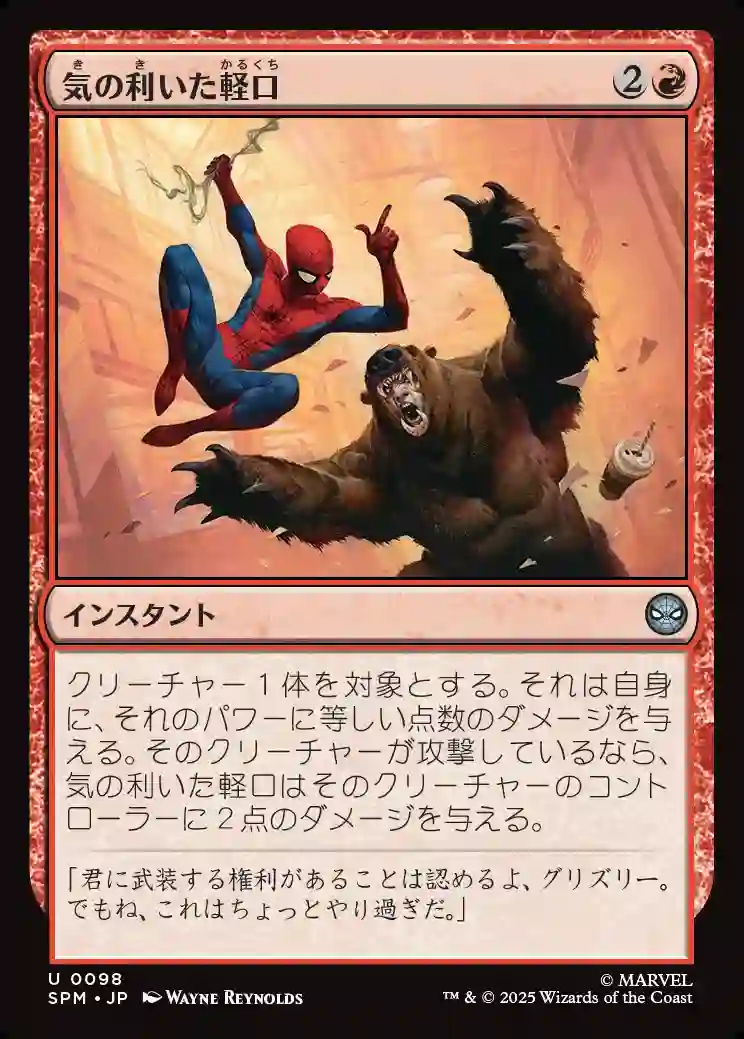 気の利いた軽口 2
き き かるくち
インスタント
クリーチャー１体を対象とする。それは自身
に、それのパワーに等しい点数のダメージを与
える。そのクリーチャーが攻撃しているなら、
気の利いた軽口はそのクリーチャーのコント
ローラーに２点のダメージを与える。
「君に武装する権利があることは認めるよ、グリズリー。
でもね、これはちょっとやり過ぎだ。」
U 0098
SPM • JP WAYNE REYNOLDS
© MARVEL
™ & © 2025 Wizards of the Coast